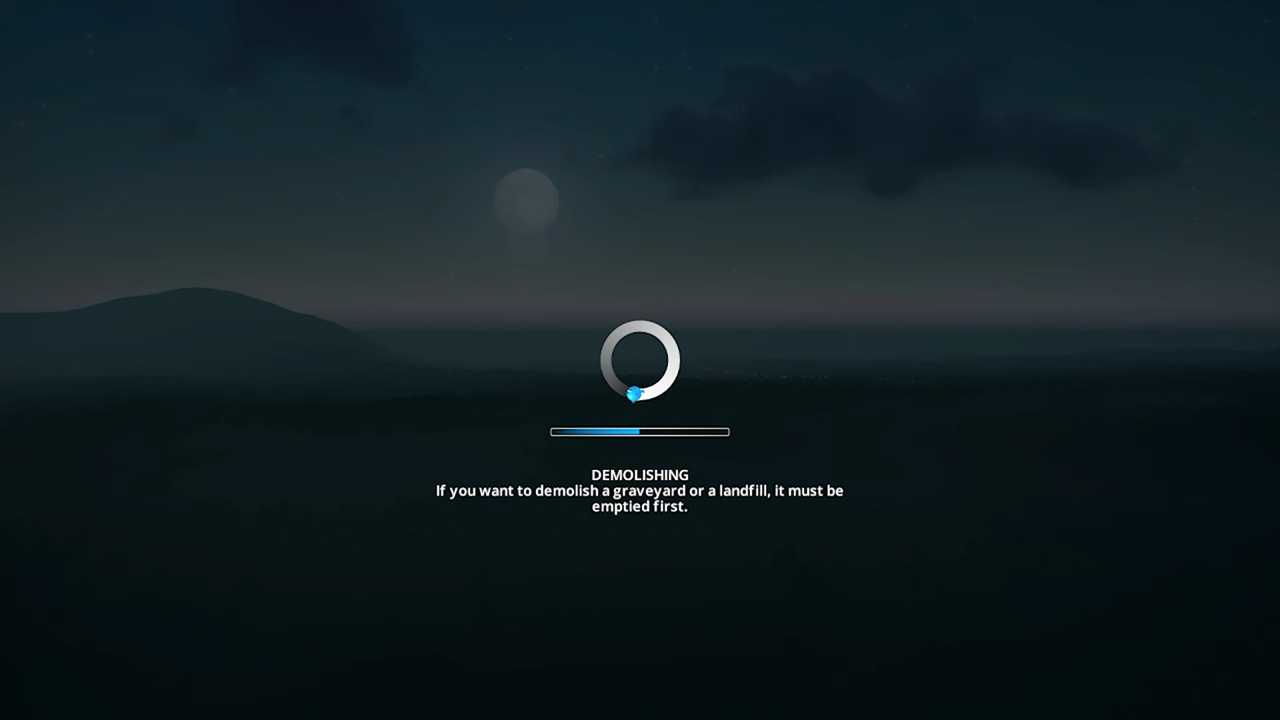 DEMOLISHING
If you want to demolish a graveyard or a landfill, it must be
emptied first.